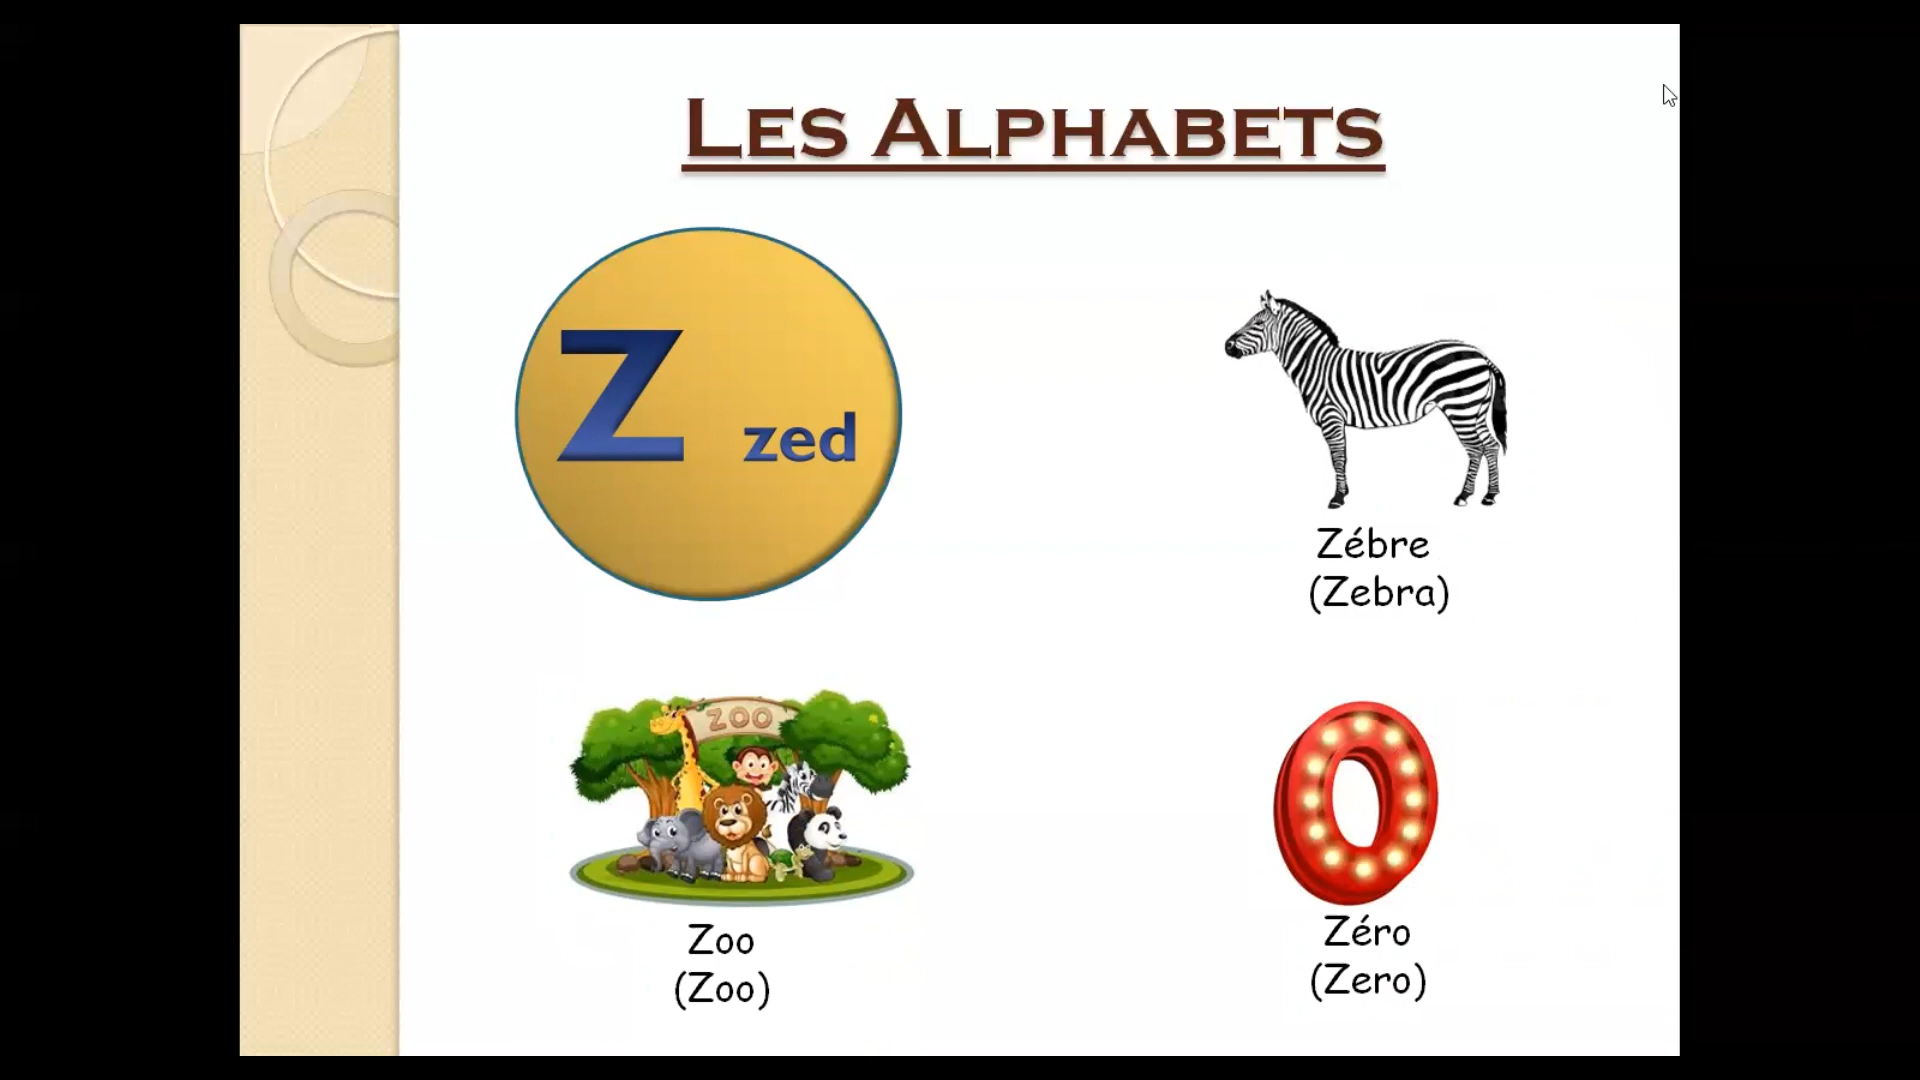 LES ALPHABETS
Z zed
Zébre
(Zebra)
ZOO
Zoo
(Zoo)
Zéro
(Zero)